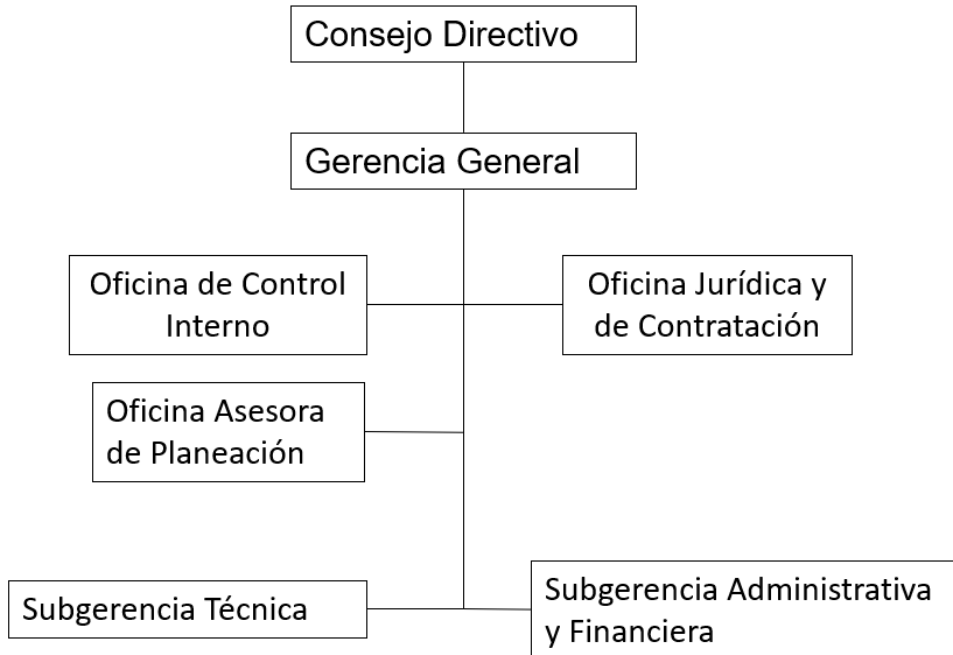 Consejo Directivo
Gerencia General
Oficina de Control
Interno
Oficina Jurídica y
de Contratación
Oficina Asesora
de Planeación
Subgerencia Técnica
Subgerencia Administrativa
y Financiera